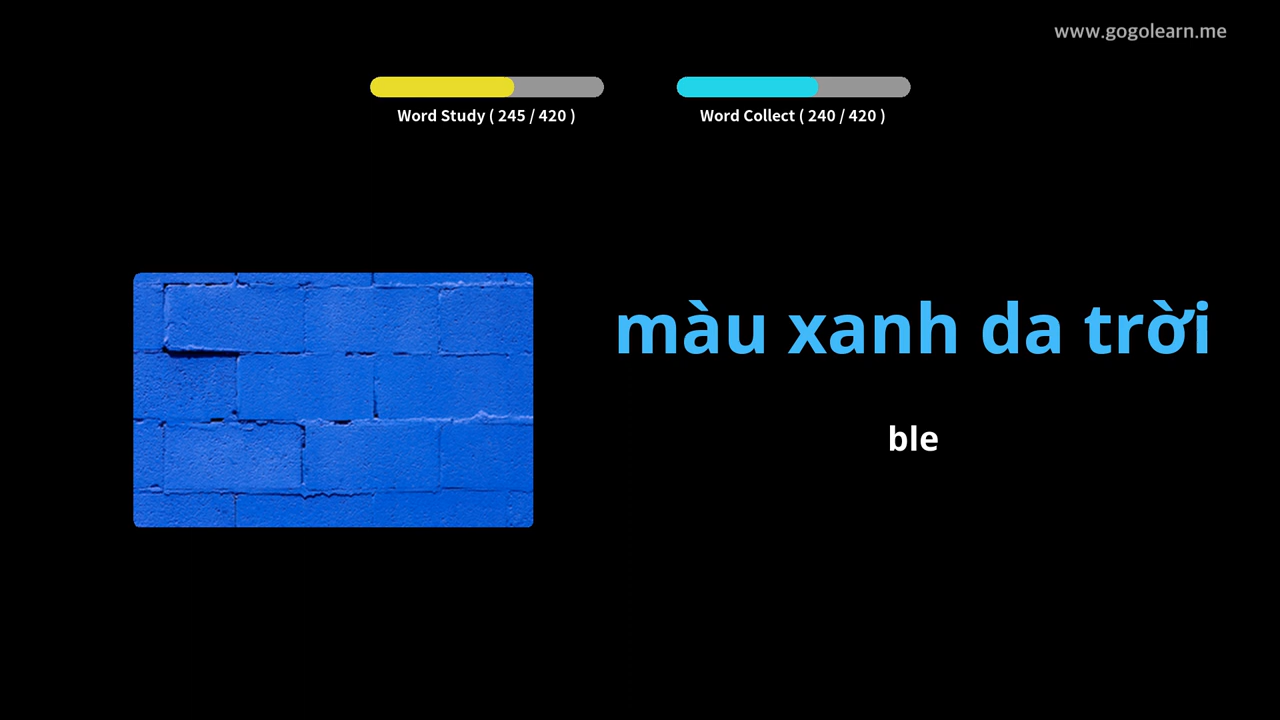 www.gogolearn.me
Word Study ( 245 / 420 )
Word Collect ( 240 / 420 )
màu xanh da trời
ble